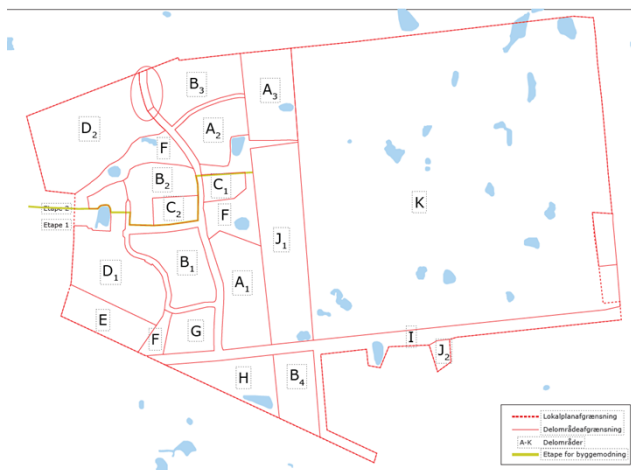 B3
A3
D2
A2
F
B2
C1
C2
K
Etape 2
F
Etape 1
J1
B1
D1
A1
E
F
G
I
J2
H
B4
Lokalplanafgrænsning
Delområdeafgrænsning
A-K Delområder
Etape for byggemodning